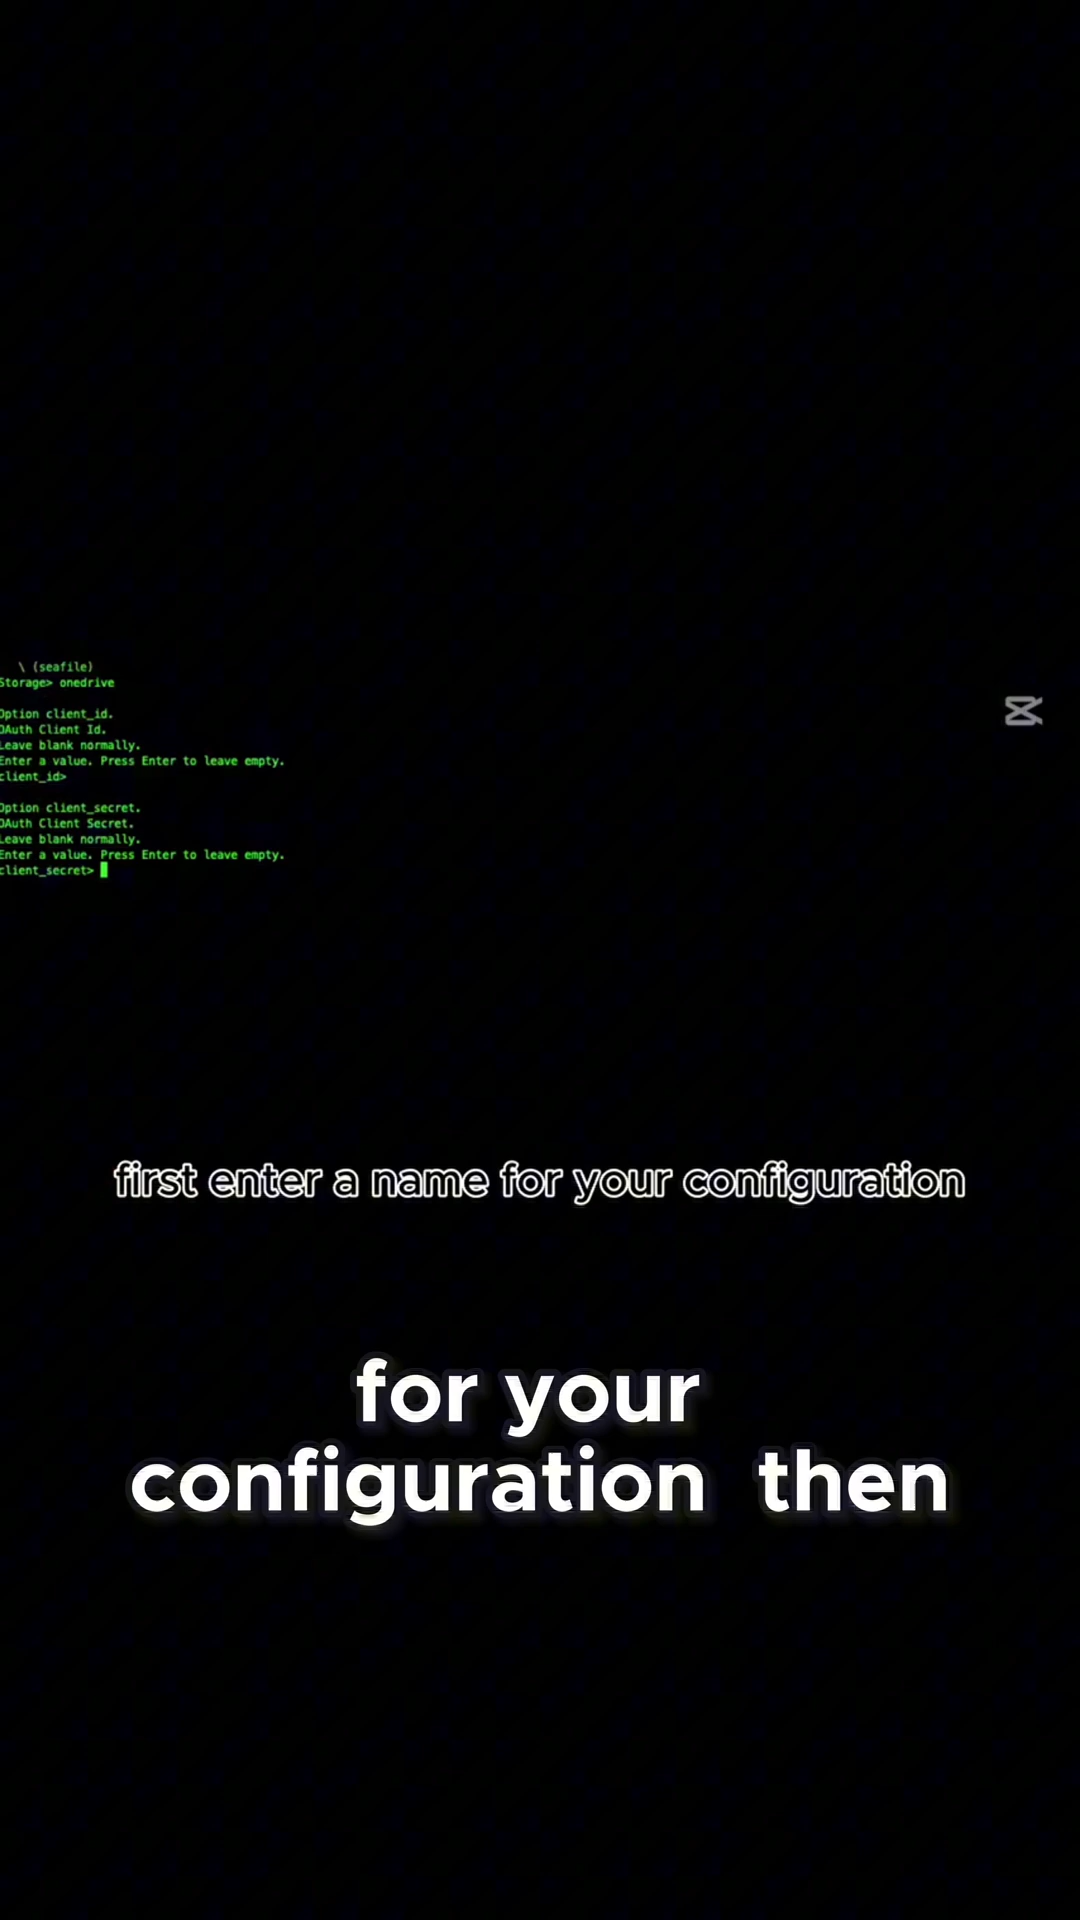 \ (seafile)
Storage> onedrive
Option client_id.
OAuth Client Id.
Leave blank normally.
Enter a value. Press Enter to leave empty.
client_id>
Option client_secret.
OAuth Client Secret.
Leave blank normally.
Enter a value. Press Enter to leave empty.
client_secret>
first enter a name for your configuration
for your
configuration then